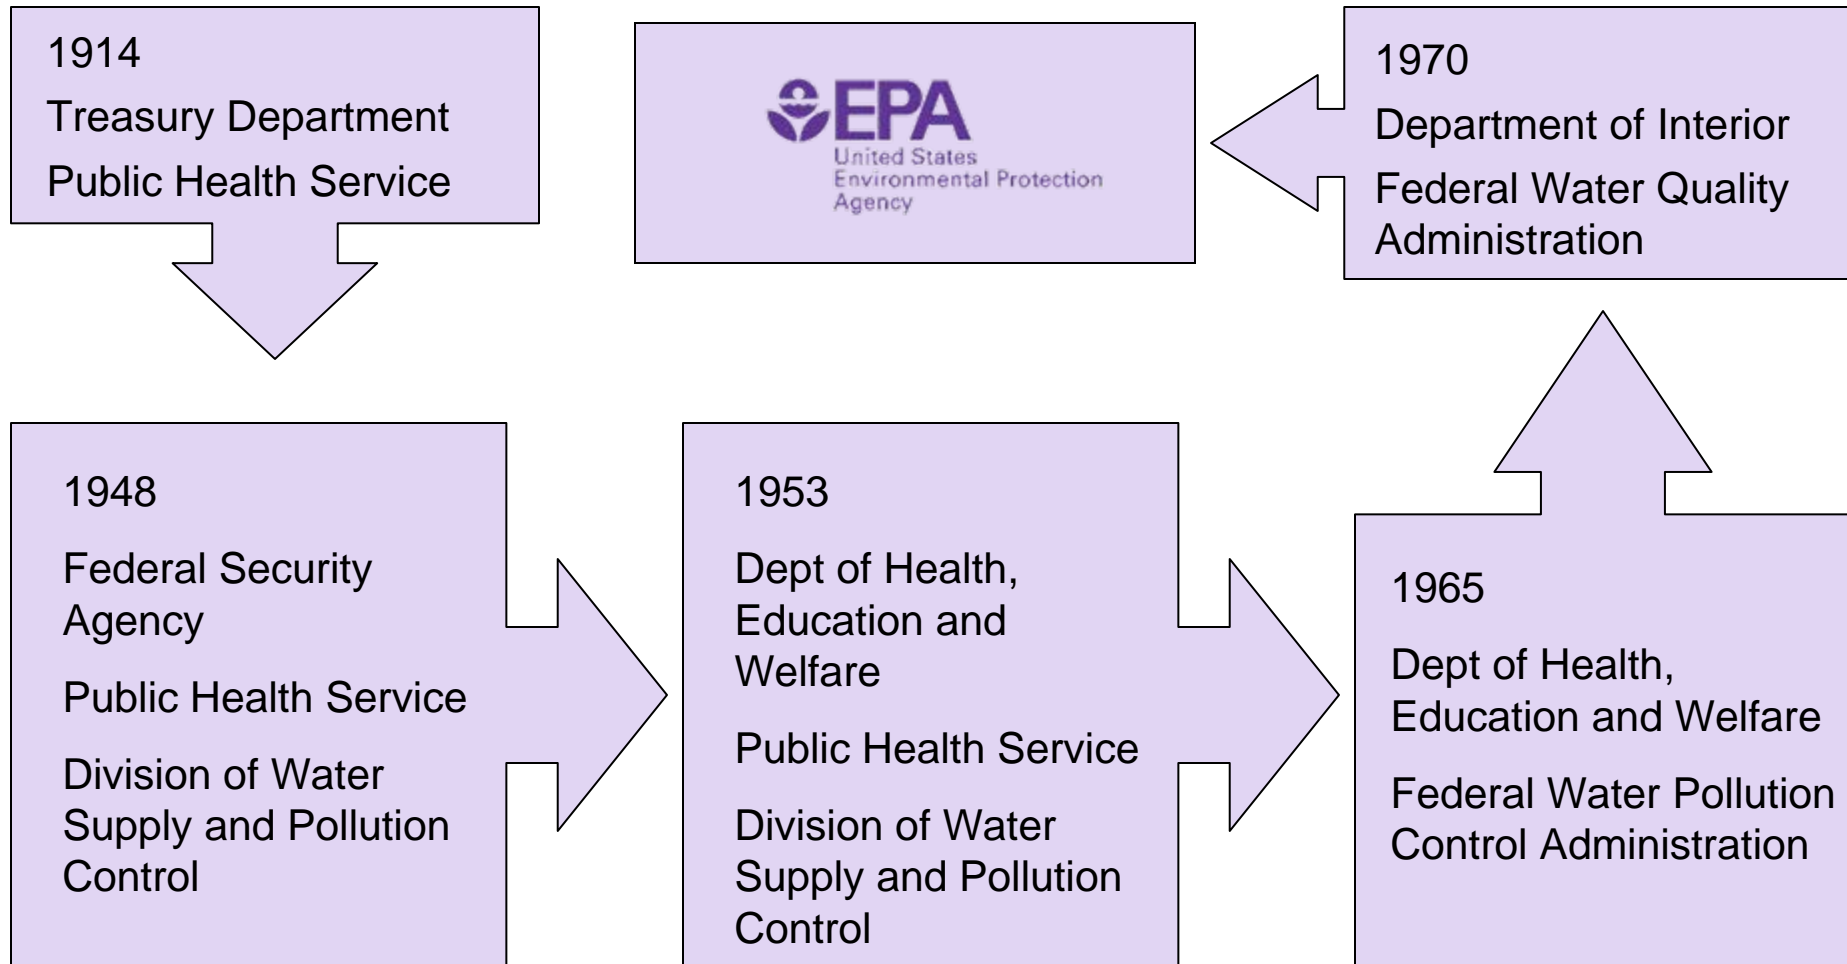 1914
Treasury Department
Public Health Service
1948
Federal Security
Agency
Public Health Service
Division of Water
Supply and Pollution
Control
1953
Dept of Health,
Education and
Welfare
Public Health Service
Division of Water
Supply and Pollution
Control
1965
Dept of Health,
Education and Welfare
Federal Water Pollution
Control Administration
1970
Department of Interior
Federal Water Quality
Administration
EPA
United States
Environmental Protection
Agency